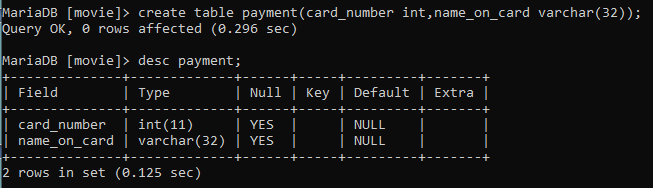 MariaDB [movie]> create table payment(card_number int,name_on_card varchar(32));
Query OK, 0 rows affected (0.296 sec)
MariaDB [movie]> desc payment;
+--------------+-------------+------+-----+---------+-------+
| Field        | Type        | Null | Key | Default | Extra |
+--------------+-------------+------+-----+---------+-------+
| card_number  | int(11)     | YES  |     | NULL    |       |
| name_on_card | varchar(32) | YES  |     | NULL    |       |
+--------------+-------------+------+-----+---------+-------+
2 rows in set (0.125 sec)